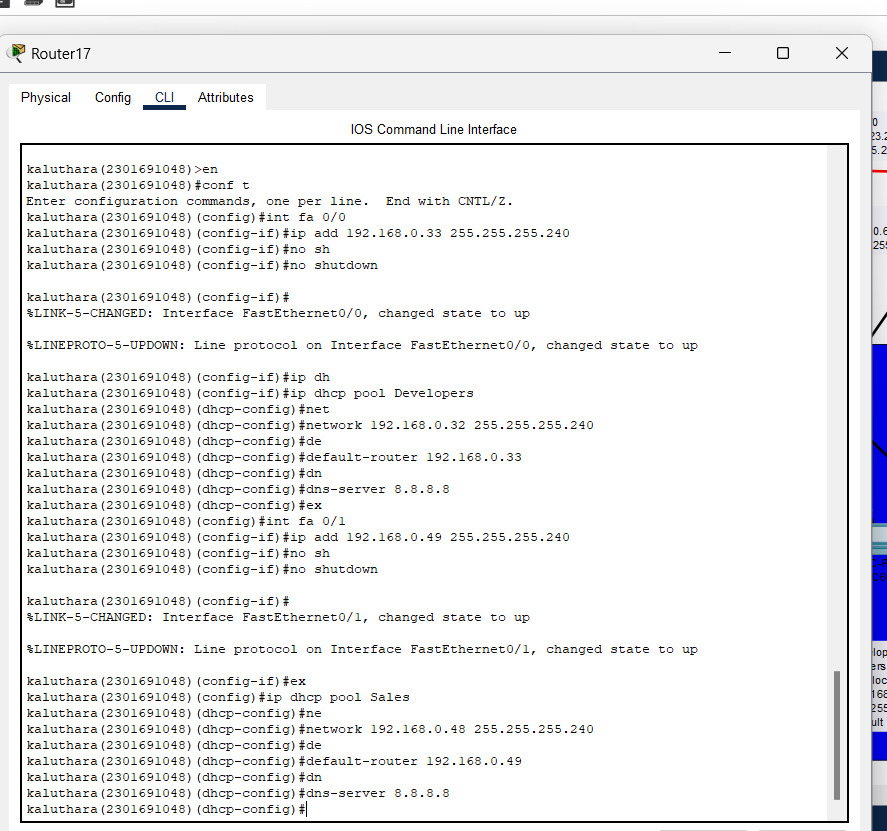 Router17
Physical Config CLI Attributes
IOS Command Line Interface
kaluthara(2301691048)>en
kaluthara(2301691048)#conf t
Enter configuration commands, one per line.  End with CNTL/Z.
kaluthara(2301691048)(config)#int fa 0/0
kaluthara(2301691048)(config-if)#ip add 192.168.0.33 255.255.255.240
kaluthara(2301691048)(config-if)#no sh
kaluthara(2301691048)(config-if)#no shutdown
kaluthara(2301691048)(config-if)#
%LINK-5-CHANGED: Interface FastEthernet0/0, changed state to up
%LINEPROTO-5-UPDOWN: Line protocol on Interface FastEthernet0/0, changed state to up
kaluthara(2301691048)(config-if)#ip dh
kaluthara(2301691048)(config-if)#ip dhcp pool Developers
kaluthara(2301691048)(dhcp-config)#net
kaluthara(2301691048)(dhcp-config)#network 192.168.0.32 255.255.255.240
kaluthara(2301691048)(dhcp-config)#de
kaluthara(2301691048)(dhcp-config)#default-router 192.168.0.33
kaluthara(2301691048)(dhcp-config)#dn
kaluthara(2301691048)(dhcp-config)#dns-server 8.8.8.8
kaluthara(2301691048)(dhcp-config)#ex
kaluthara(2301691048)(config)#int fa 0/1
kaluthara(2301691048)(config-if)#ip add 192.168.0.49 255.255.255.240
kaluthara(2301691048)(config-if)#no sh
kaluthara(2301691048)(config-if)#no shutdown
kaluthara(2301691048)(config-if)#
%LINK-5-CHANGED: Interface FastEthernet0/1, changed state to up
%LINEPROTO-5-UPDOWN: Line protocol on Interface FastEthernet0/1, changed state to up
kaluthara(2301691048)(config-if)#ex
kaluthara(2301691048)(config)#ip dhcp pool Sales
kaluthara(2301691048)(dhcp-config)#ne
kaluthara(2301691048)(dhcp-config)#network 192.168.0.48 255.255.255.240
kaluthara(2301691048)(dhcp-config)#de
kaluthara(2301691048)(dhcp-config)#default-router 192.168.0.49
kaluthara(2301691048)(dhcp-config)#dn
kaluthara(2301691048)(dhcp-config)#dns-server 8.8.8.8
kaluthara(2301691048)(dhcp-config)#